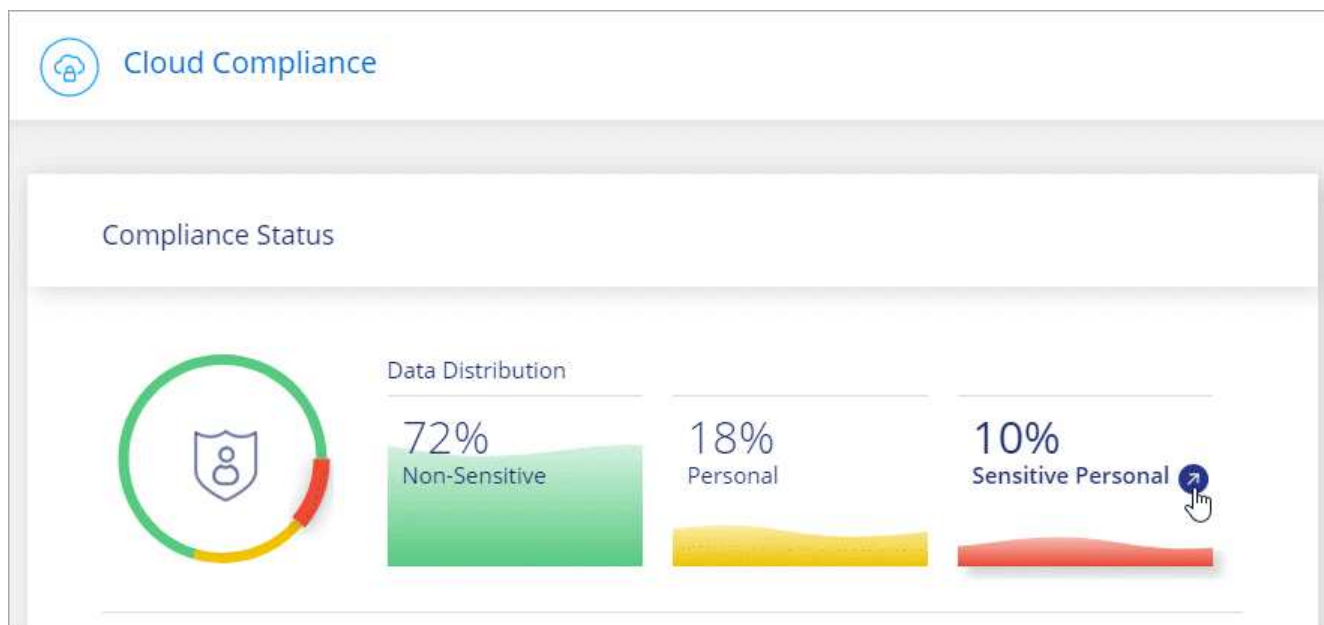 Cloud Compliance
Compliance Status
Data Distribution
72%
Non-Sensitive
18%
Personal
10%
Sensitive Personal